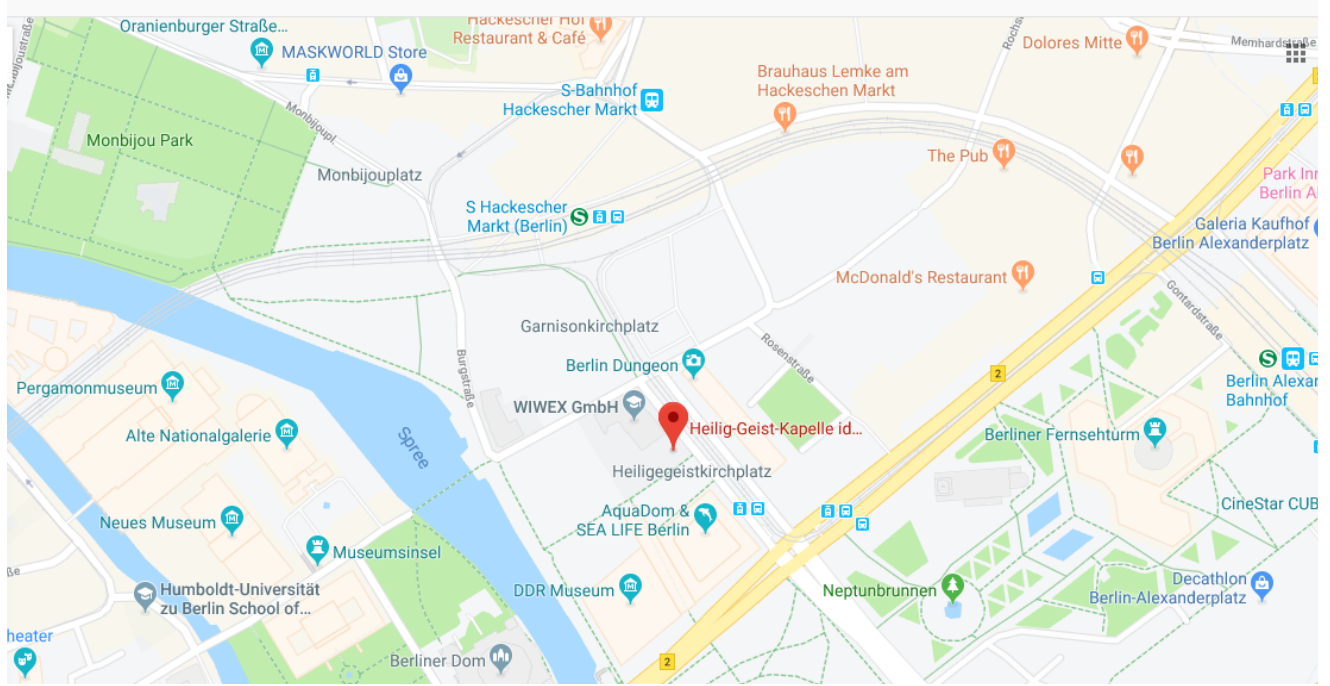 Oranienburger Straße...
MASKWORLD Store
Hackescher Hof
Restaurant & Café
Dolores Mitte
Memhardstraße
Brauhaus Lemke am
Hackeschen Markt
S-Bahnhof
Hackescher Markt
Monbijoupl.
Monbijou Park
Monbijouplatz
The Pub
Park Inn
Berlin Al
S Hackescher
Markt (Berlin)
S
Galeria Kaufhof
Berlin Alexanderplatz
McDonald's Restaurant
Gontardstraße
Garnisonkirchplatz
Rosenstraße
Burgstraße
Berlin Dungeon
2
S
Berlin Alexan
Bahnhof
Pergamonmuseum
WIWEX GmbH
Heilig-Geist-Kapelle id...
Alte Nationalgalerie
Spree
Berliner Fernsehturm
Heiligegeistkirchplatz
CineStar CUB
AquaDom &
SEA LIFE Berlin
Neues Museum
Museumsinsel
DDR Museum
Neptunbrunnen
Decathlon
Berlin-Alexanderplatz
Humboldt-Universität
zu Berlin School of...
heater
Berliner Dom
2